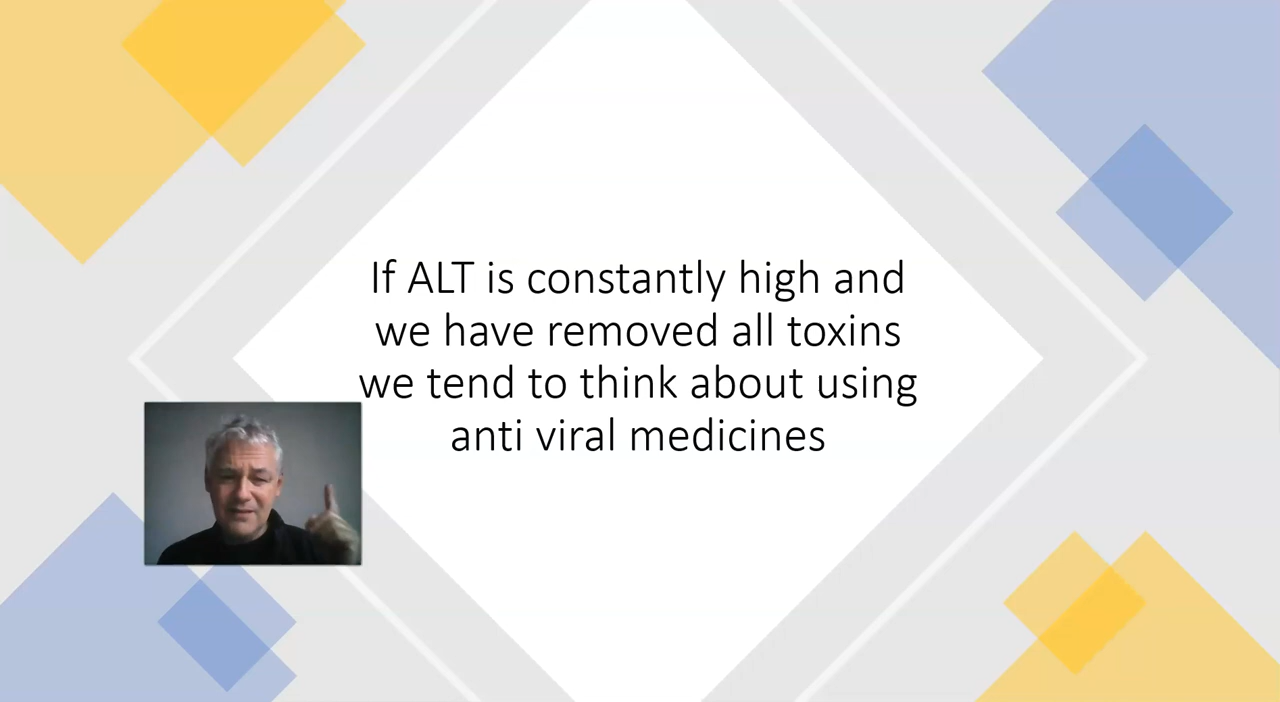 If ALT is constantly high and
we have removed all toxins
we tend to think about using
anti viral medicines